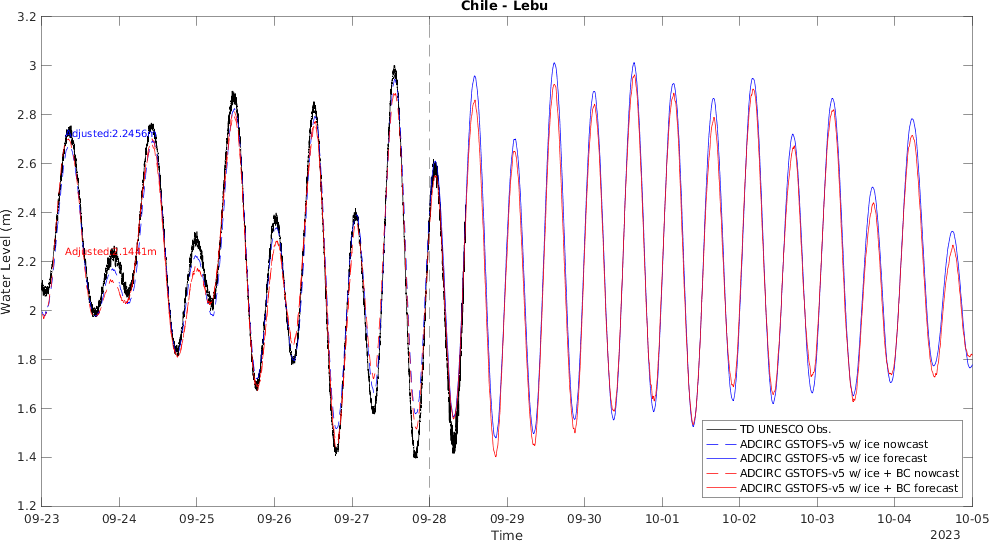 Chile - Lebu
3.2
3
2.8
2.6
2.4
2.2
2
1.8
1.6
1.4
1.2
Water Level (m)
Adjusted:2.2456m
TD UNESCO Obs.
ADCIRC GSTOFS-v5 w/ ice nowcast
ADCIRC GSTOFS-v5 w/ ice forecast
ADCIRC GSTOFS-v5 w/ ice + BC nowcast
ADCIRC GSTOFS-v5 w/ ice + BC forecast
09-23 09-24 09-25 09-26 09-27 09-28 09-29 09-30 10-01 10-02 10-03 10-04 10-05
Time
2023